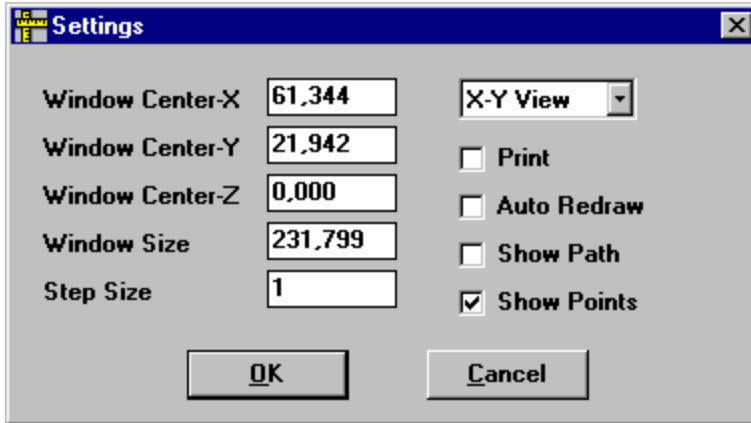 Settings
Window Center-X 61,344 X-Y View
Window Center-Y 21,942 Print
Window Center-Z 0,000 Auto Redraw
Window Size 231,799 Show Path
Step Size 1 Show Points
OK Cancel